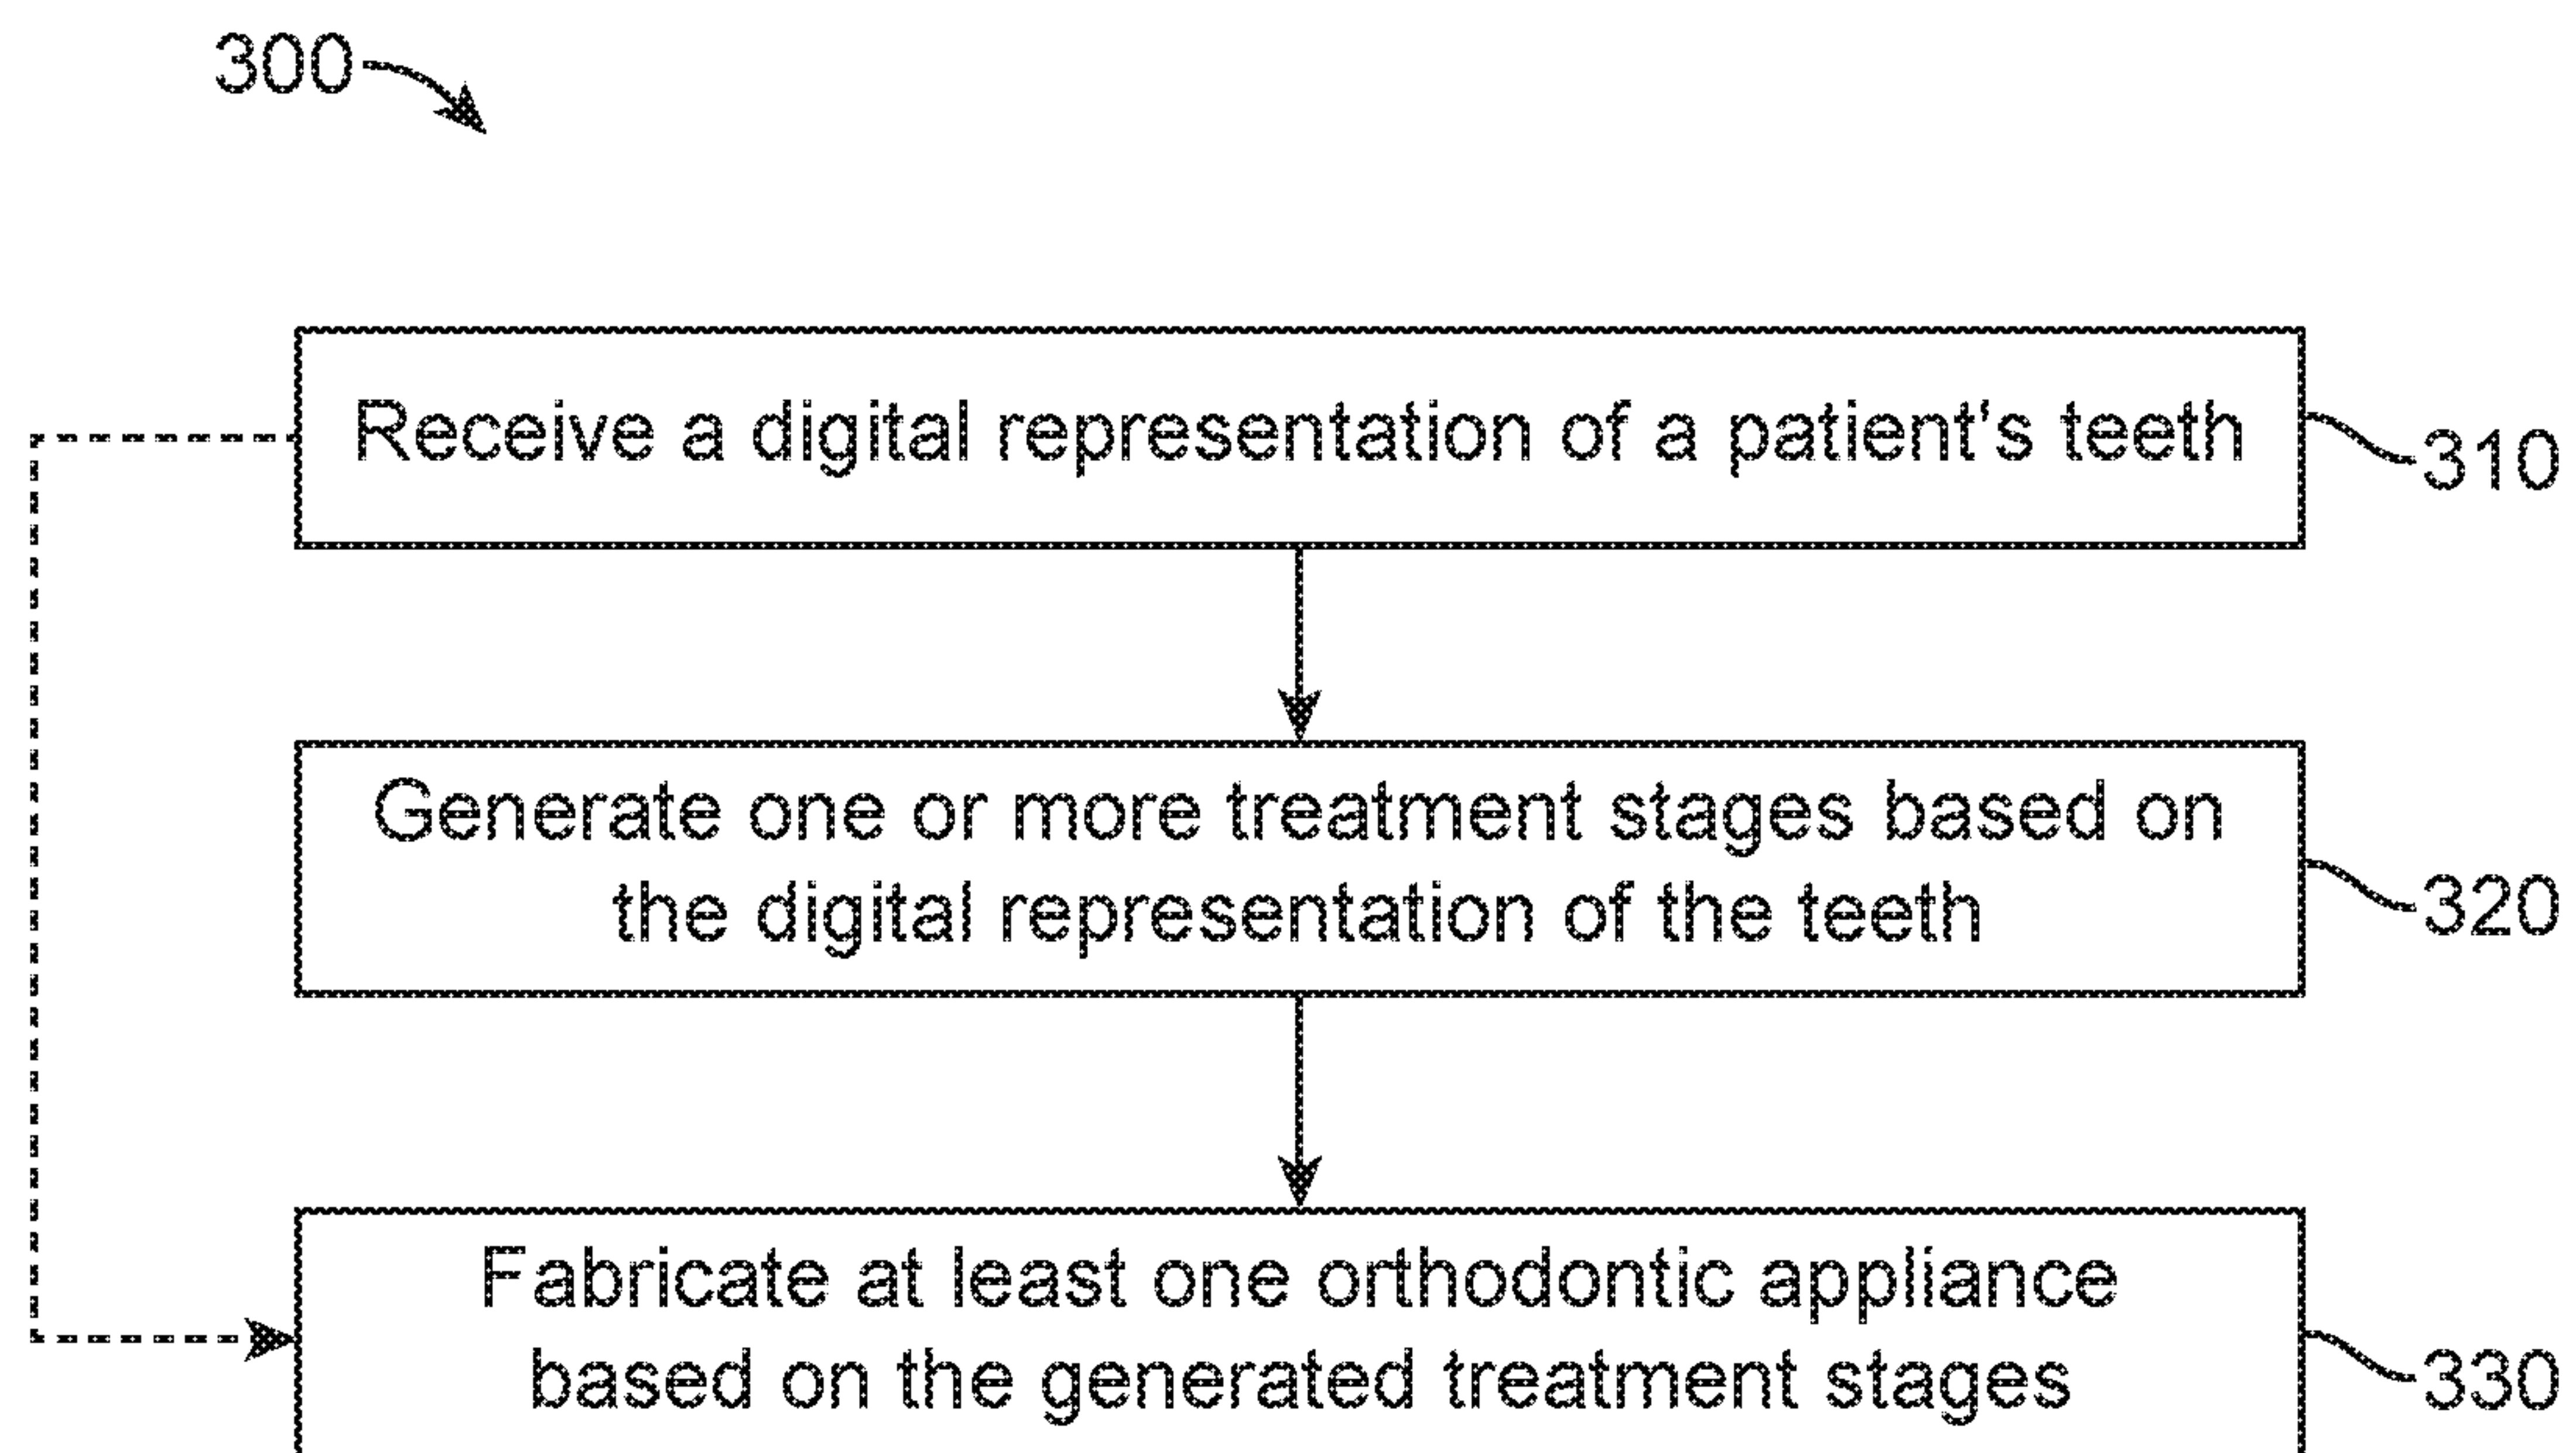 300
Receive a digital representation of a patient's teeth
310
Generate one or more treatment stages based on
the digital representation of the teeth
320
Fabricate at least one orthodontic appliance
based on the generated treatment stages
330